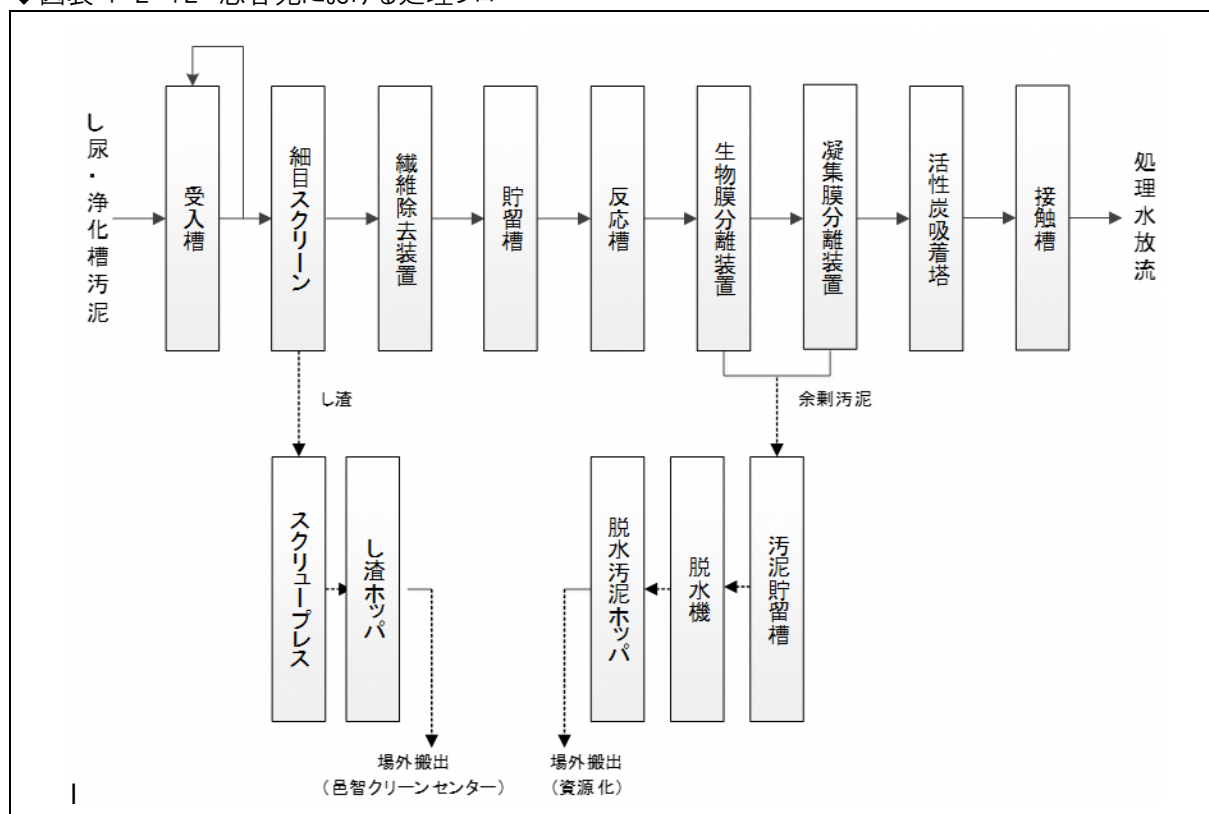 し尿・浄化槽汚泥
受入槽
細目スクリーン
繊維除去装置
貯留槽
反応槽
生物膜分離装置
凝集膜分離装置
活性炭吸着塔
接触槽
処理水放流
し渣
余剰汚泥
スクリュープレス
し渣ホッパ
脱水汚泥ホッパ
脱水機
汚泥貯留槽
場外搬出
（邑智クリーンセンター）
場外搬出
（資源化）